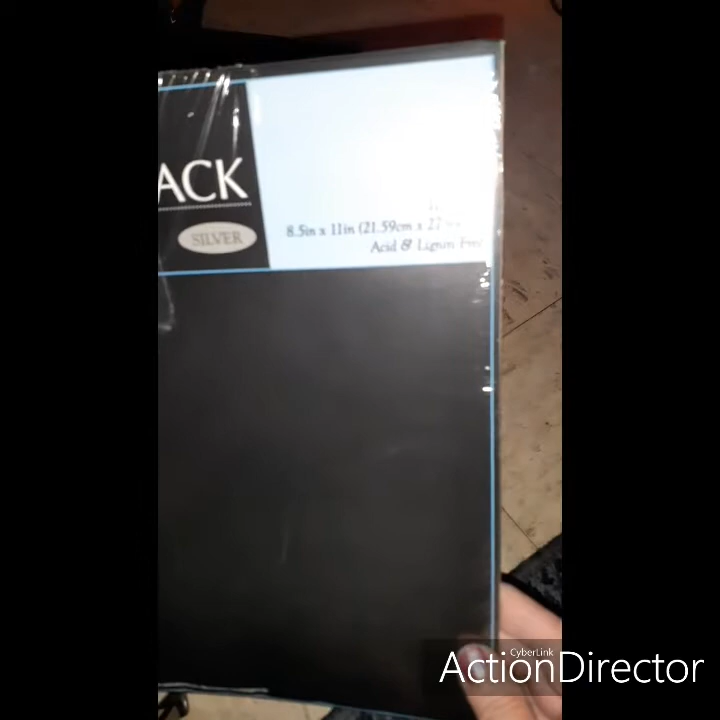 ACK
SILVER
8.5in x 11in (21.59cm x 27
Acid & Lignin Free
CyberLink
ActionDirector